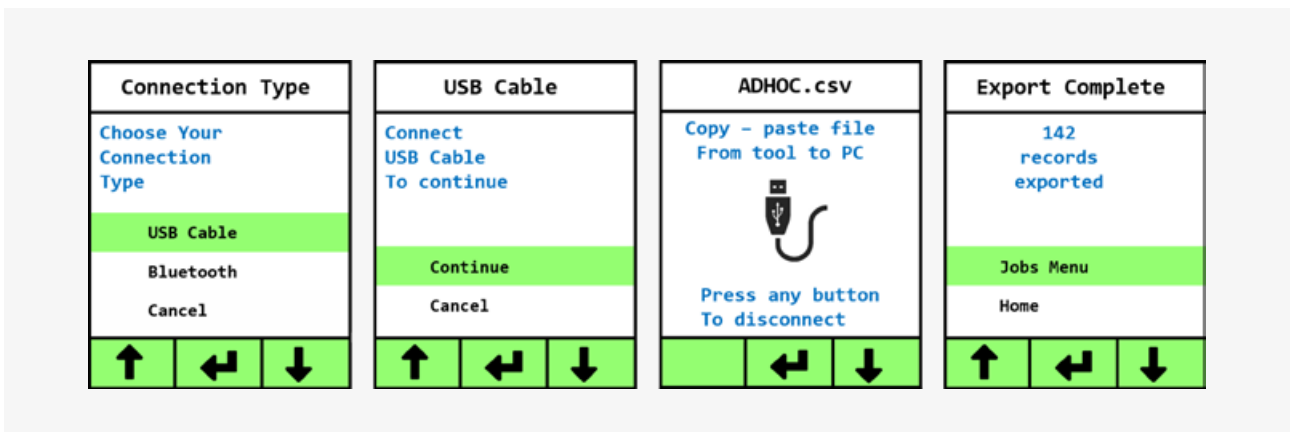 Connection Type
Choose Your
Connection
Type
USB Cable
Bluetooth
Cancel
USB Cable
Connect
USB Cable
To continue
Continue
Cancel
ADHOC.csv
Copy – paste file
From tool to PC
Press any button
To disconnect
Export Complete
142
records
exported
Jobs Menu
Home